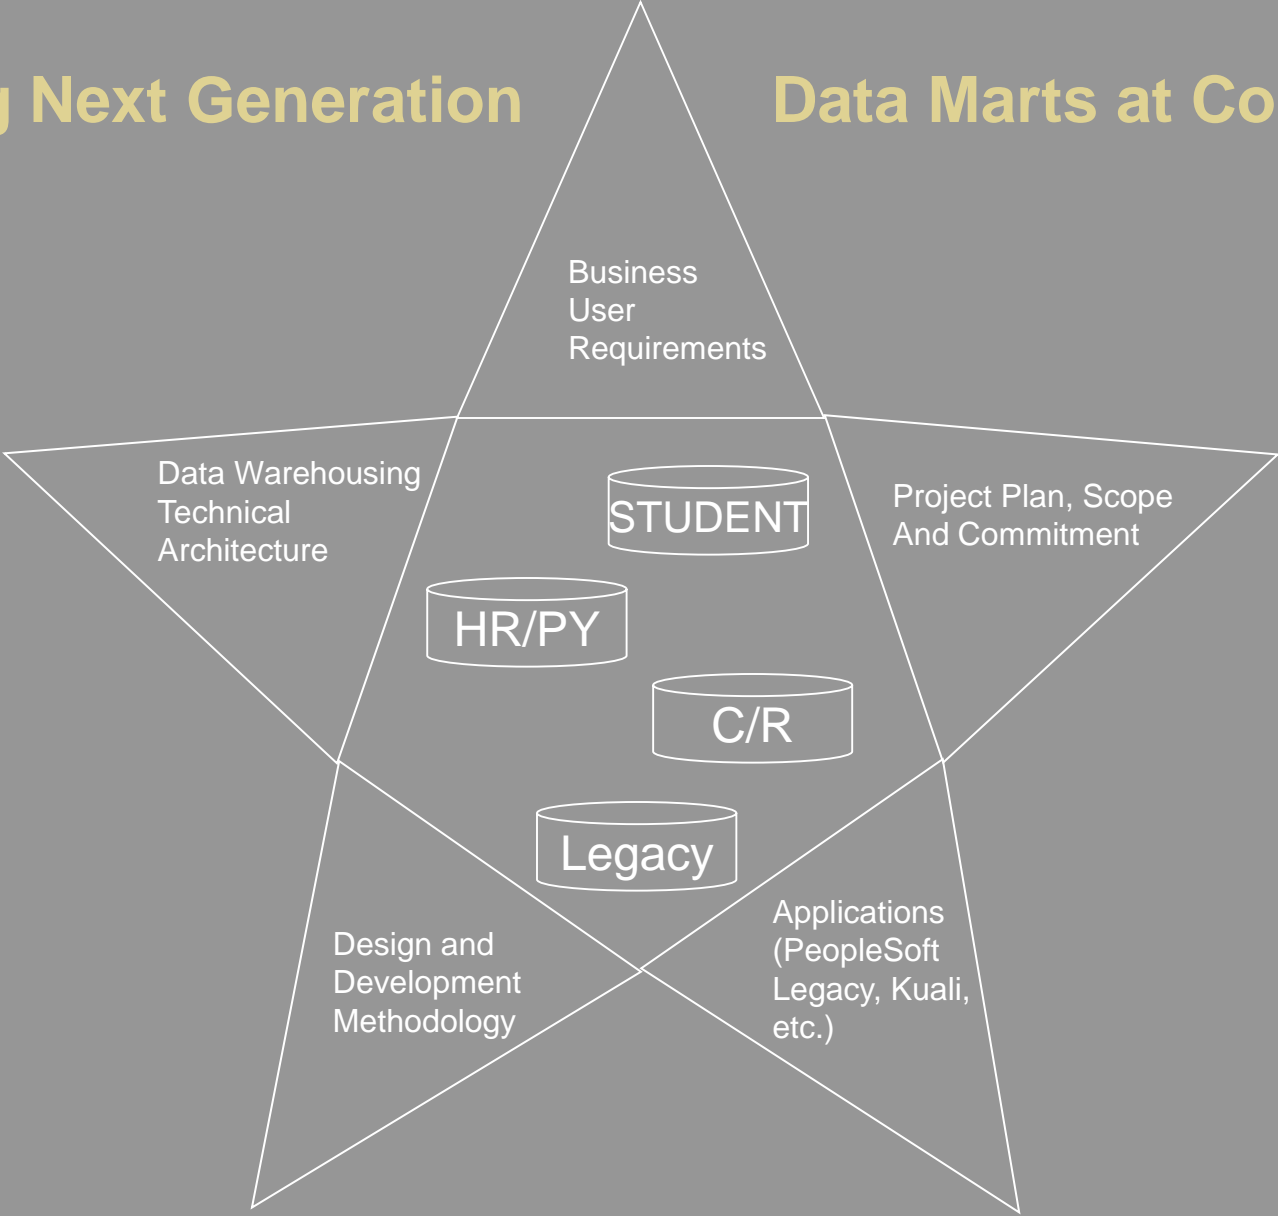 g Next Generation Data Marts at Co
Business
User
Requirements
Data Warehousing
Technical
Architecture
STUDENT
Project Plan, Scope
And Commitment
HR/PY
C/R
Legacy
Design and
Development
Methodology
Applications
(PeopleSoft
Legacy, Kuali,
etc.)